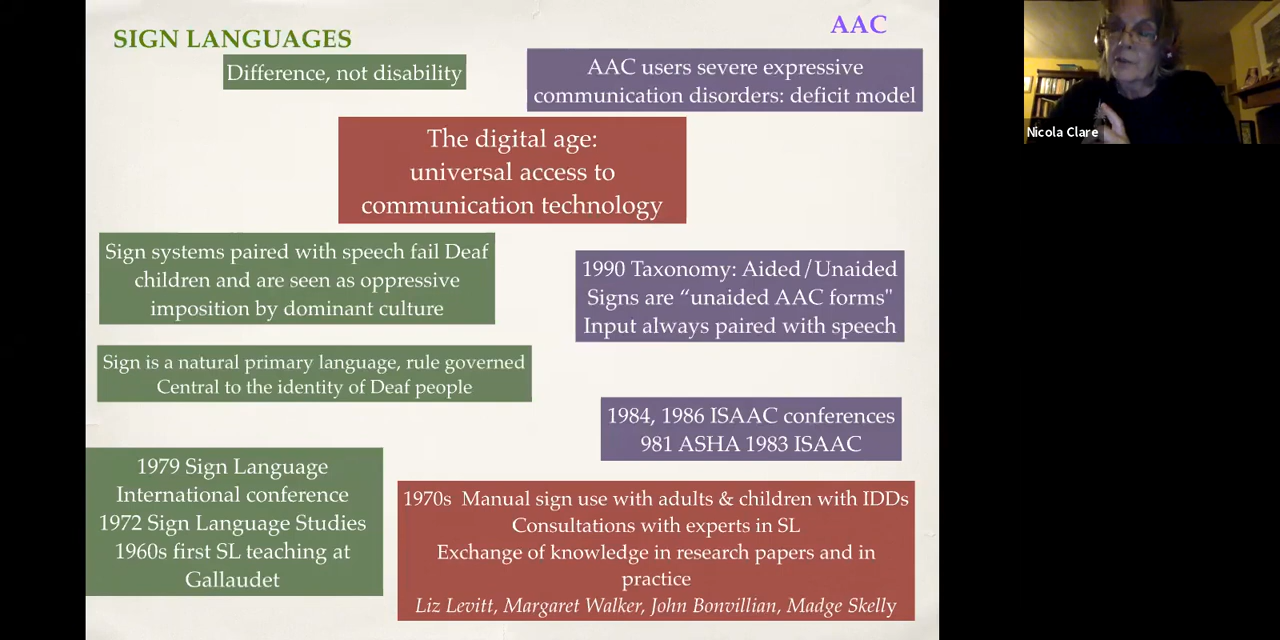 SIGN LANGUAGES
AAC
Difference, not disability
AAC users severe expressive
communication disorders: deficit model
The digital age:
universal access to
communication technology
Sign systems paired with speech fail Deaf
children and are seen as oppressive
imposition by dominant culture
1990 Taxonomy: Aided/Unaided
Signs are “unaided AAC forms"
Input always paired with speech
Sign is a natural primary language, rule governed
Central to the identity of Deaf people
1984, 1986 ISAAC conferences
981 ASHA 1983 ISAAC
1979 Sign Language
International conference
1972 Sign Language Studies
1960s first SL teaching at
Gallaudet
1970s Manual sign use with adults & children with IDDs
Consultations with experts in SL
Exchange of knowledge in research papers and in
practice
Liz Levitt, Margaret Walker, John Bonvillian, Madge Skelly
Nicola Clare